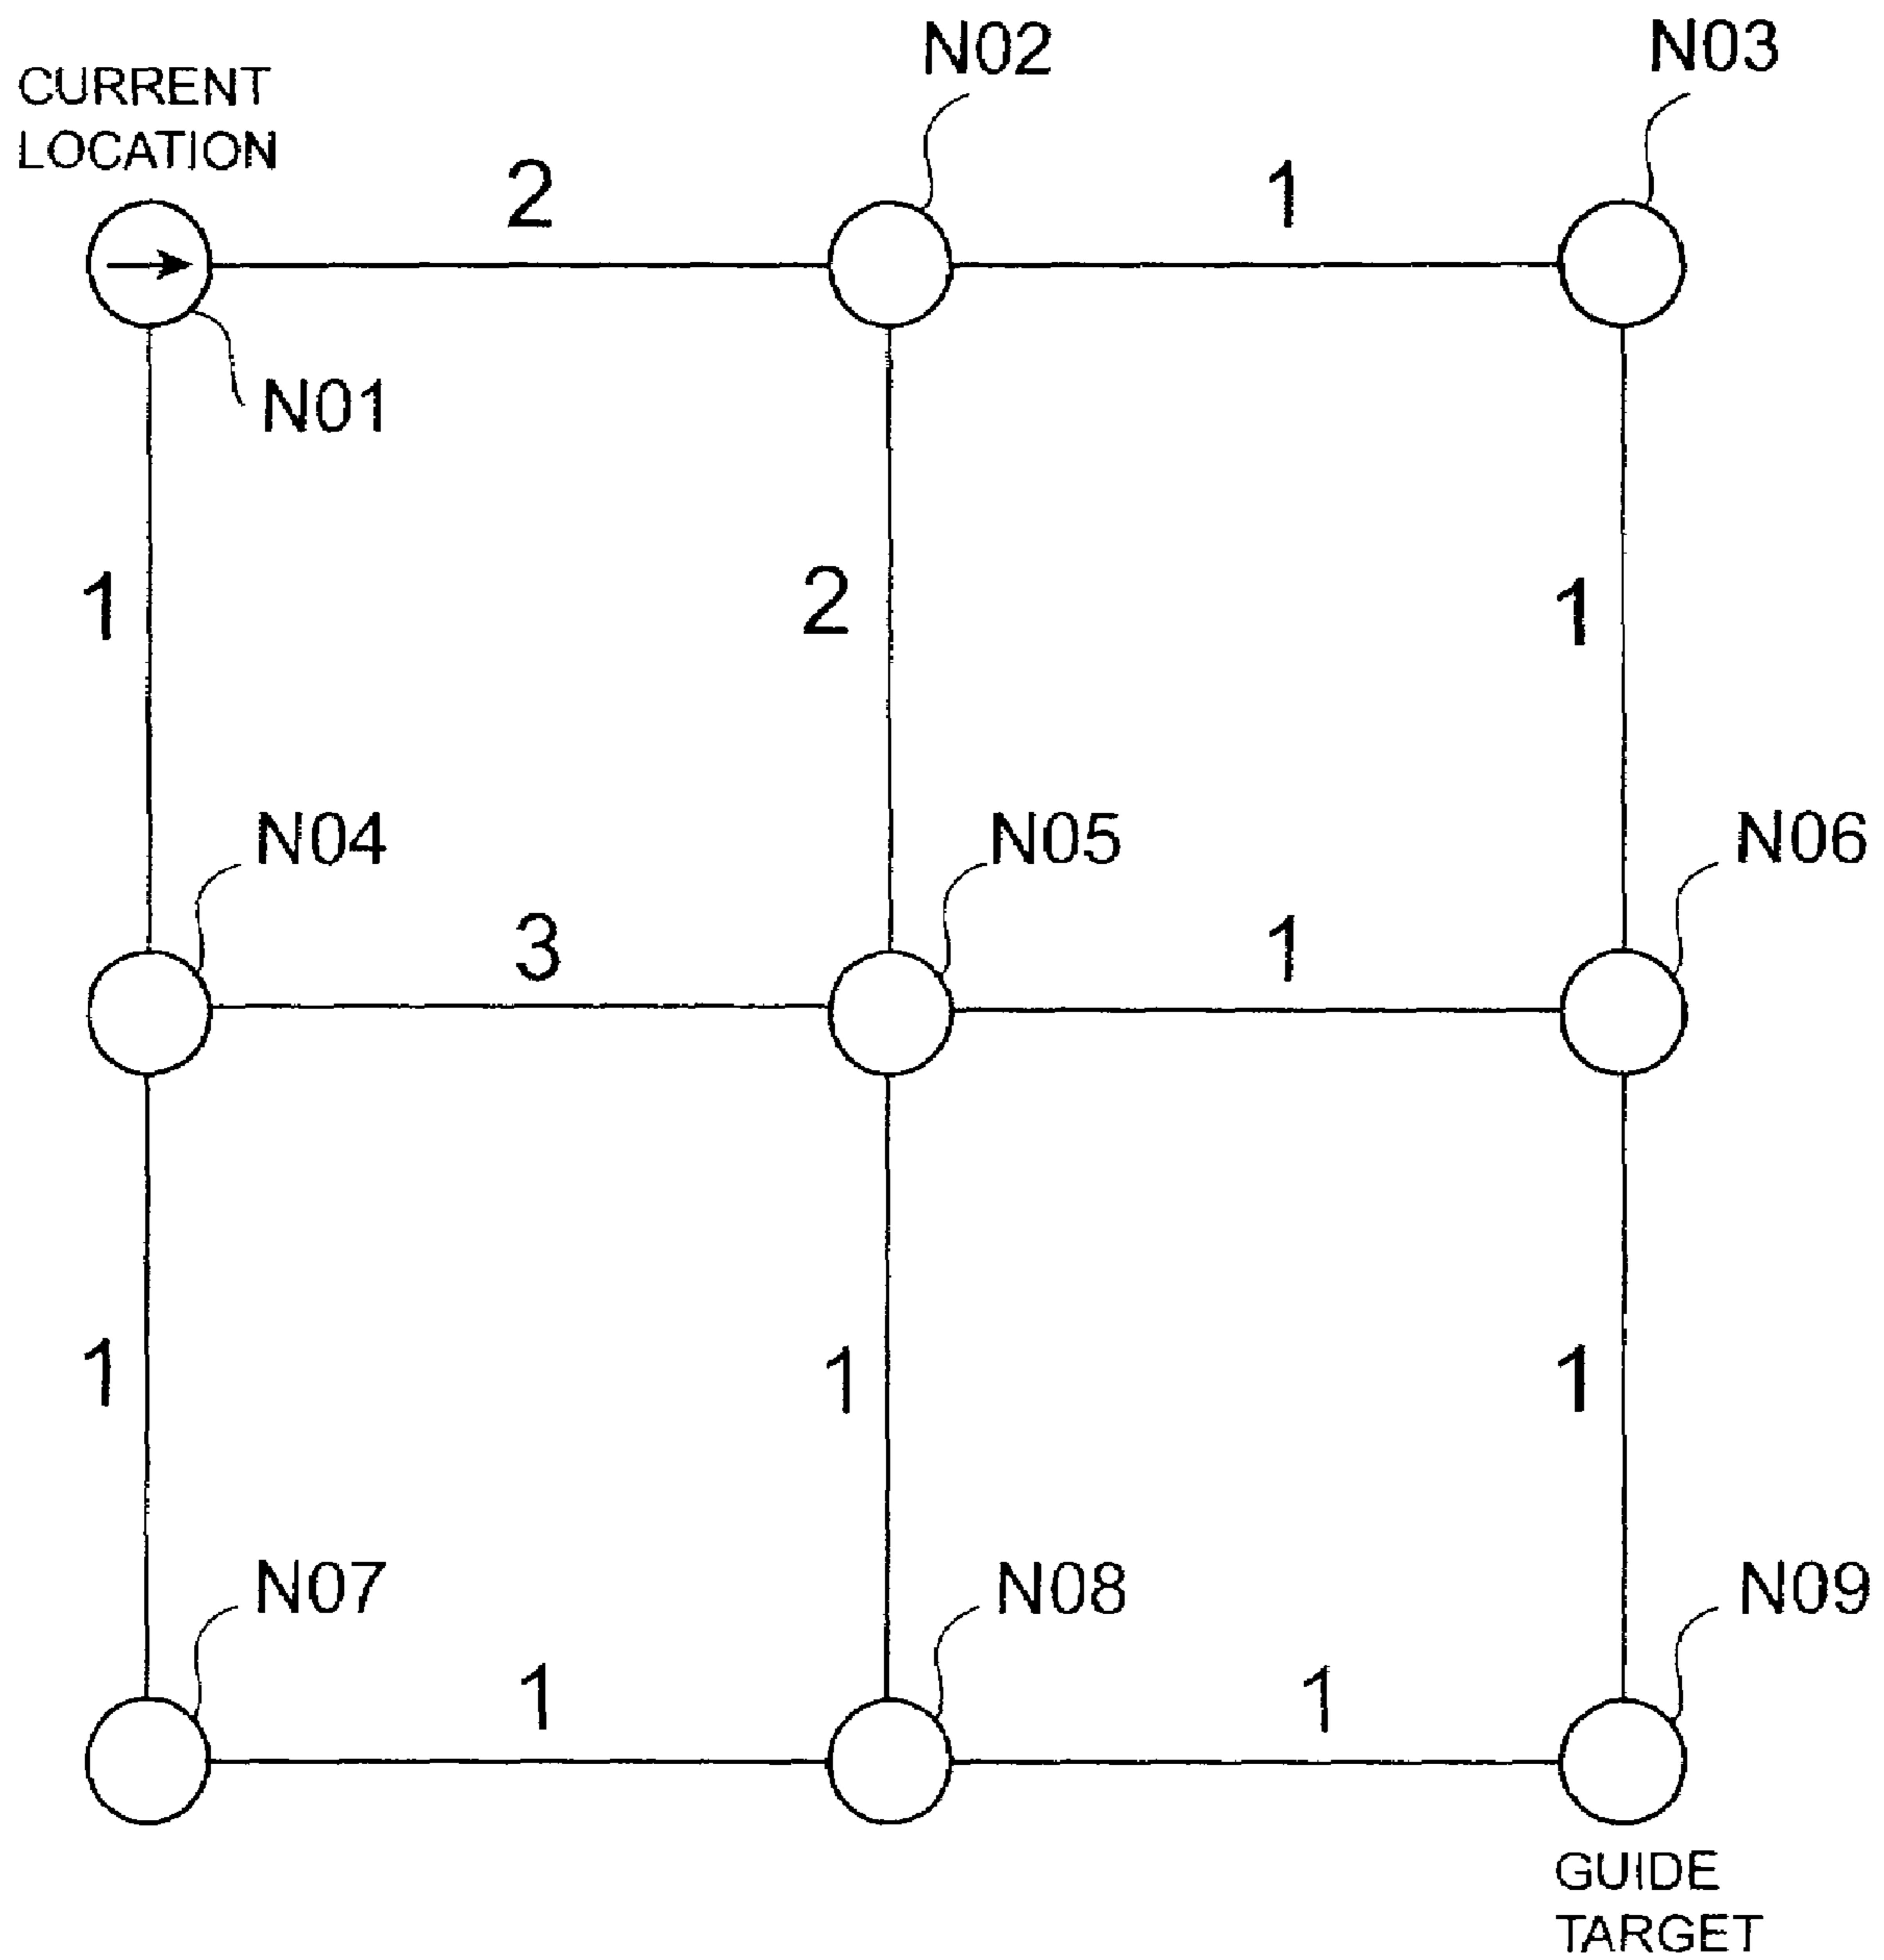 N02
N03
CURRENT
LOCATION
2
1
N01
1
2
1
N04
N05
N06
3
1
1
1
1
N07
N08
N09
1
1
GUIDE
TARGET